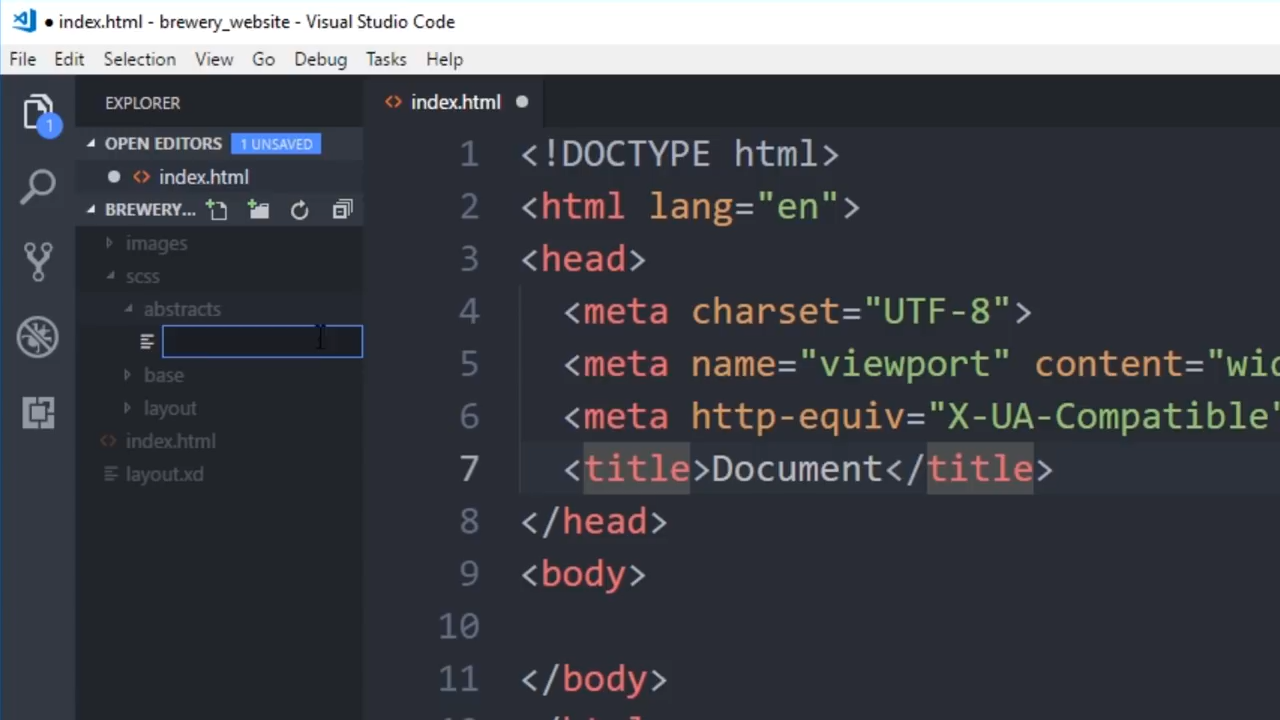 ● index.html - brewery_website - Visual Studio Code
File Edit Selection View Go Debug Tasks Help
EXPLORER
1
OPEN EDITORS 1 UNSAVED
index.html
BREWERY...
images
scss
abstracts
base
layout
index.html
layout.xd
index.html
1 <!DOCTYPE html>
2 <html lang="en">
3 <head>
4 <meta charset="UTF-8">
5 <meta name="viewport" content="wid
6 <meta http-equiv="X-UA-Compatible"
7 <title>Document</title>
8 </head>
9 <body>
10
11 </body>